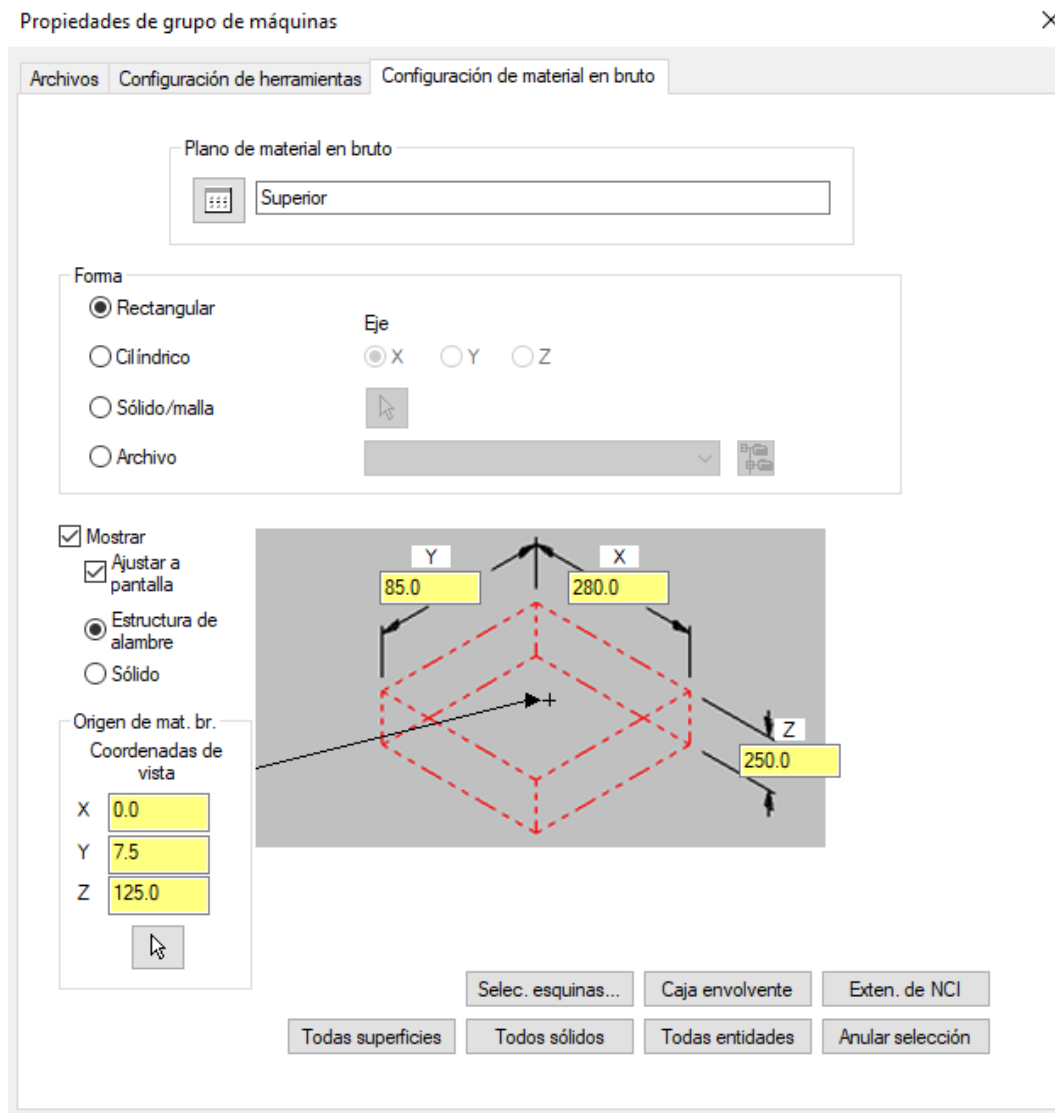 Propiedades de grupo de máquinas
Archivos
Configuración de herramientas
Configuración de material en bruto
Plano de material en bruto
Superior
Forma
Rectangular
Eje
Cilíndrico
X
Y
Z
Sólido/malla
Archivo
Mostrar
Ajustar a
pantalla
Estructura de
alambre
Sólido
Y
85.0
X
280.0
Z
250.0
Origen de mat. br.
Coordenadas de
vista
X
0.0
Y
7.5
Z
125.0
Selec. esquinas...
Caja envolvente
Exten. de NCI
Todas superficies
Todos sólidos
Todas entidades
Anular selección